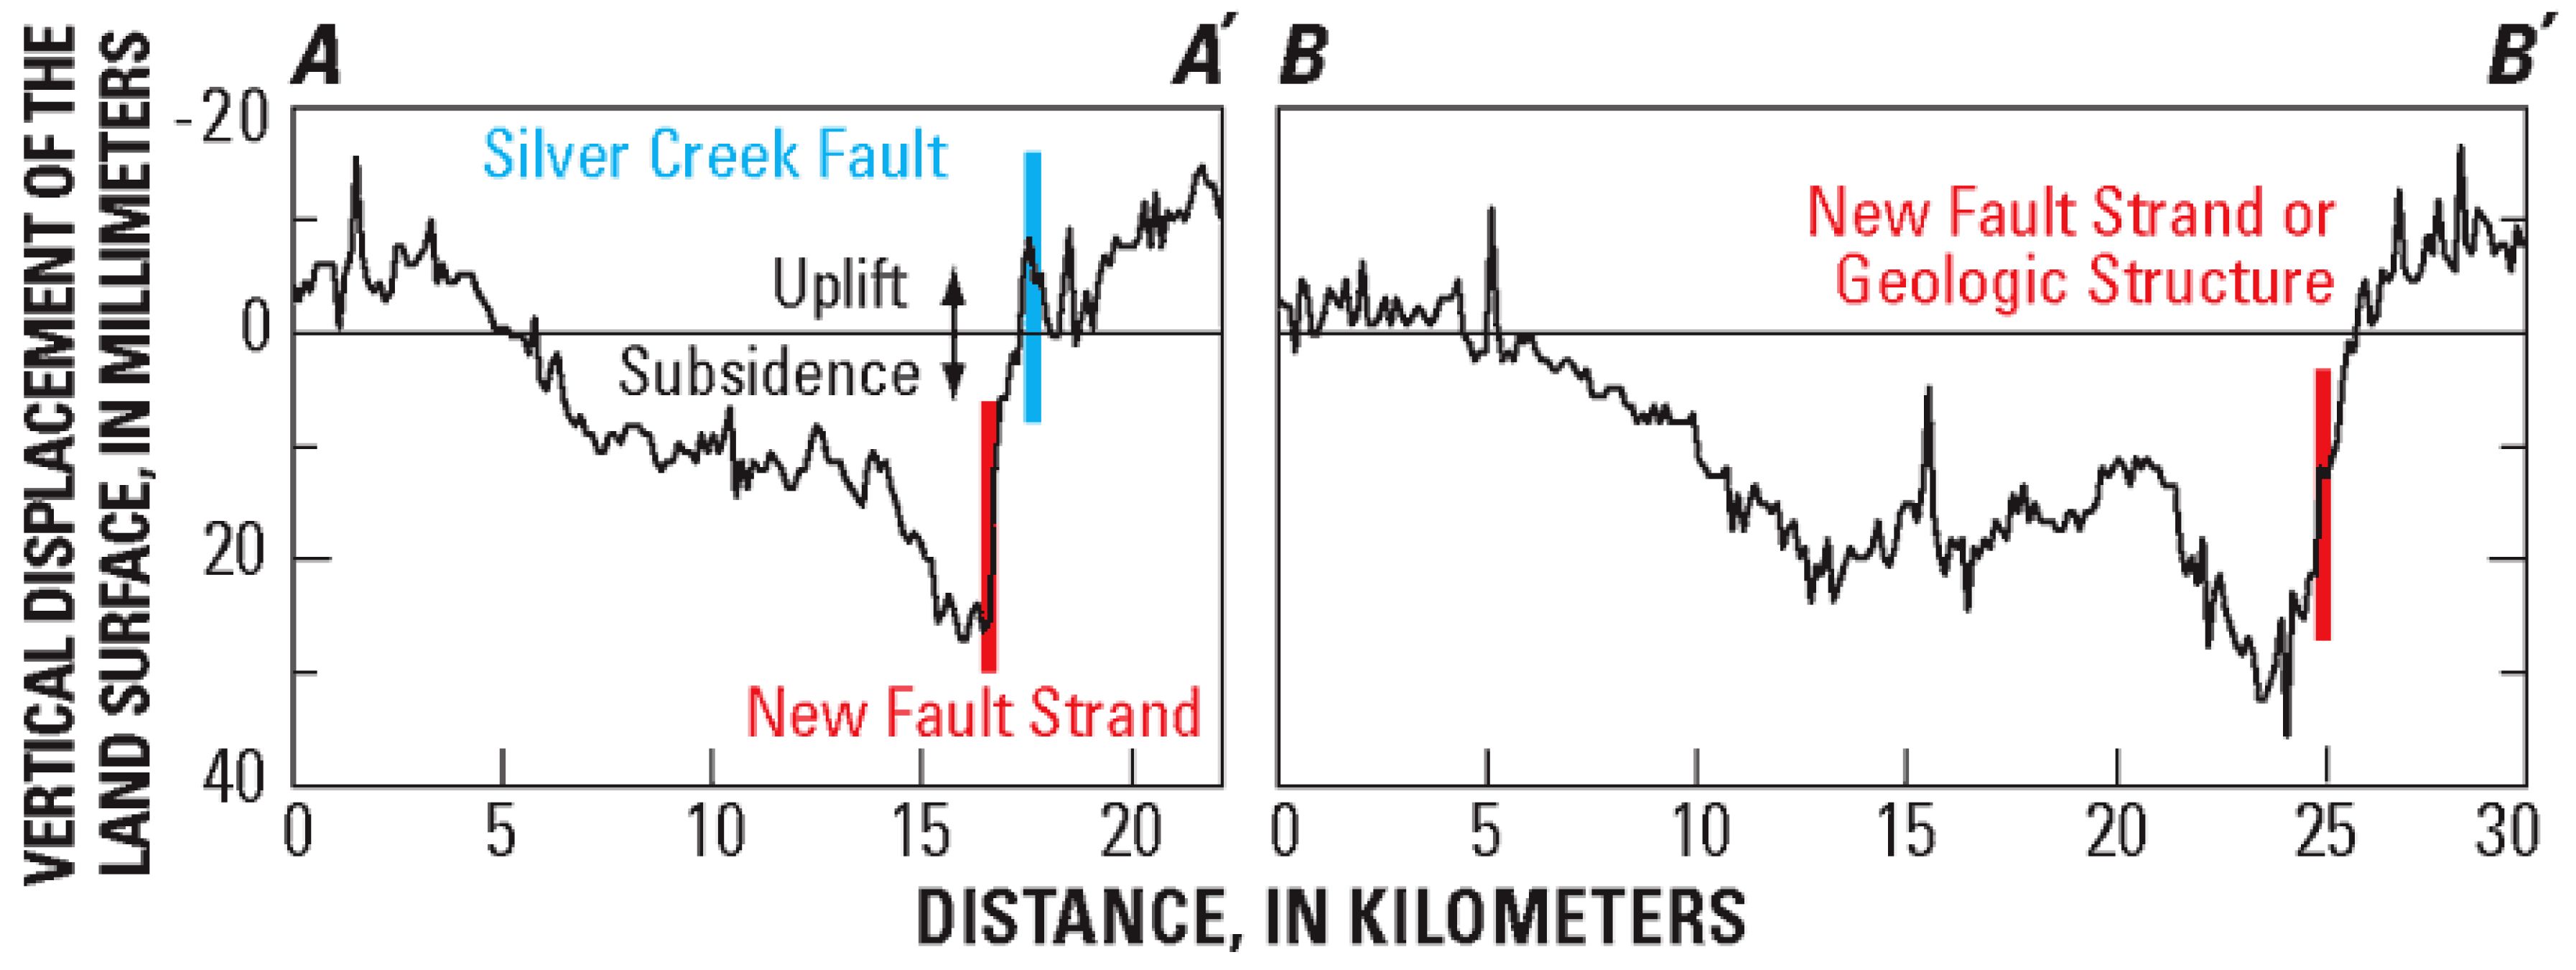 VERTICAL DISPLACEMENT OF THE
LAND SURFACE, IN MILLIMETERS
A
A′
B
B′
-20
0
20
40
Silver Creek Fault
Uplift
Subsidence
New Fault Strand
New Fault Strand or
Geologic Structure
0 5 10 15 20
0 5 10 15 20 25 30
DISTANCE, IN KILOMETERS